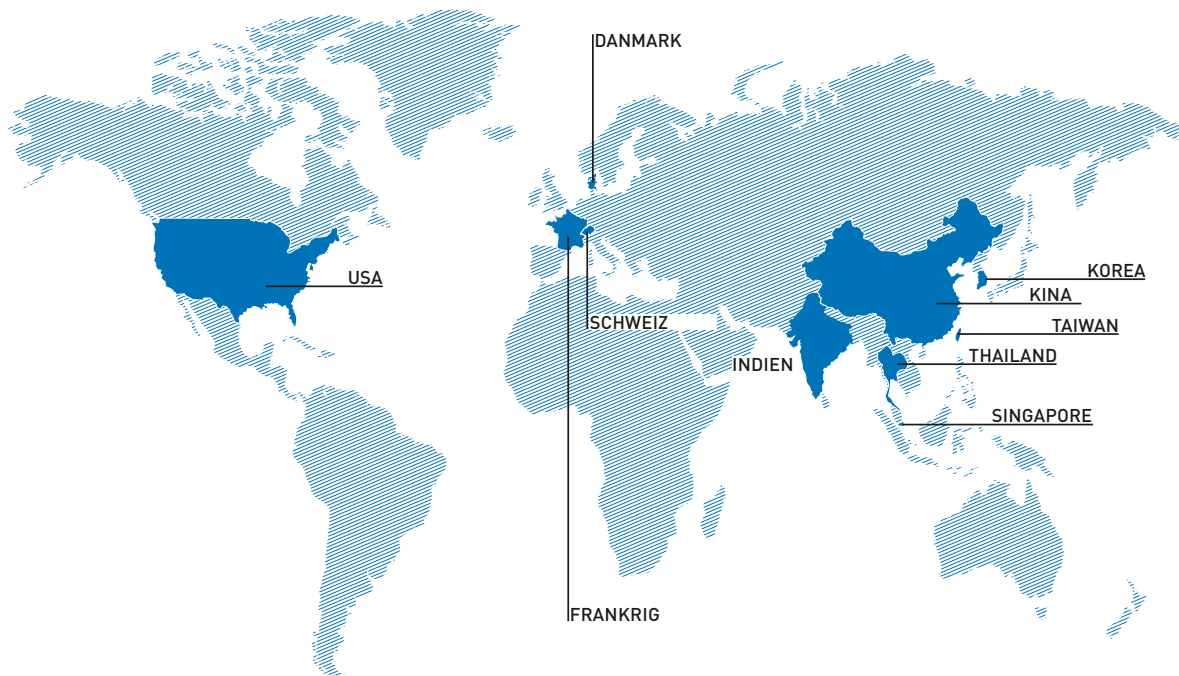 DANMARK
KOREA
USA
KINA
SCHWEIZ
TAIWAN
INDIEN
THAILAND
SINGAPORE
FRANKRIG